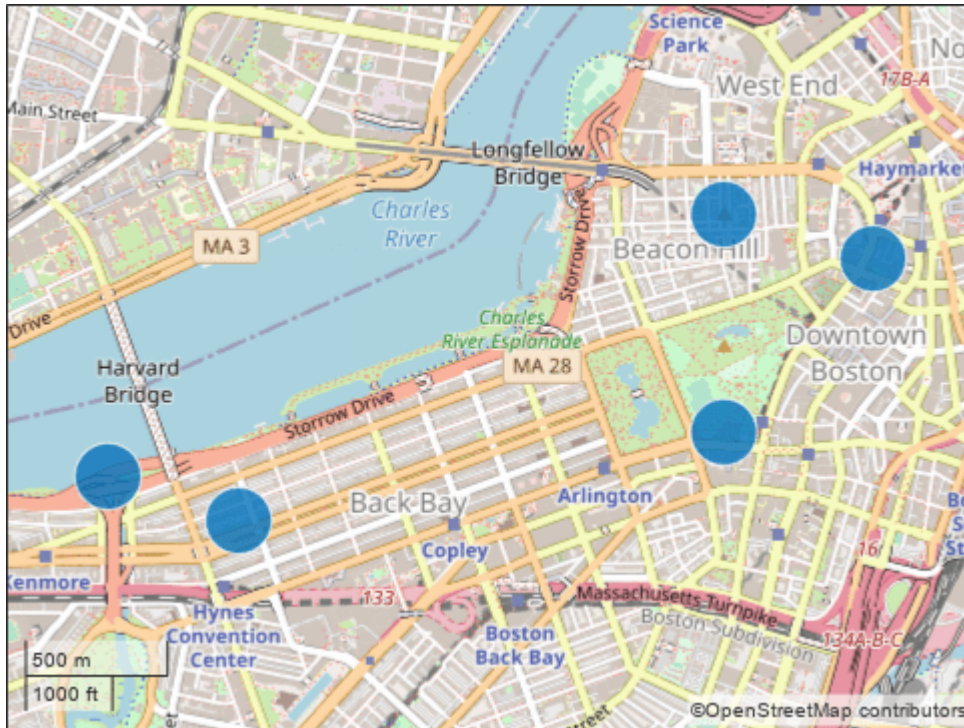 Science
Park
West End
No
17B-A
Main Street
Longfellow
Bridge
Haymarket
Charles
River
MA 3
Storrow Drive
Beacon Hill
Drive
Charles
River Esplanade
Downtown
Boston
Harvard
Bridge
MA 28
Storrow Drive
Back Bay
Arlington
Copley
Kenmore
133
16
Massachusetts Turnpike
Hynes
Convention
Center
Boston
Back Bay
Boston Subdivision
134A-B-C
500 m
1000 ft
©OpenStreetMap contributors